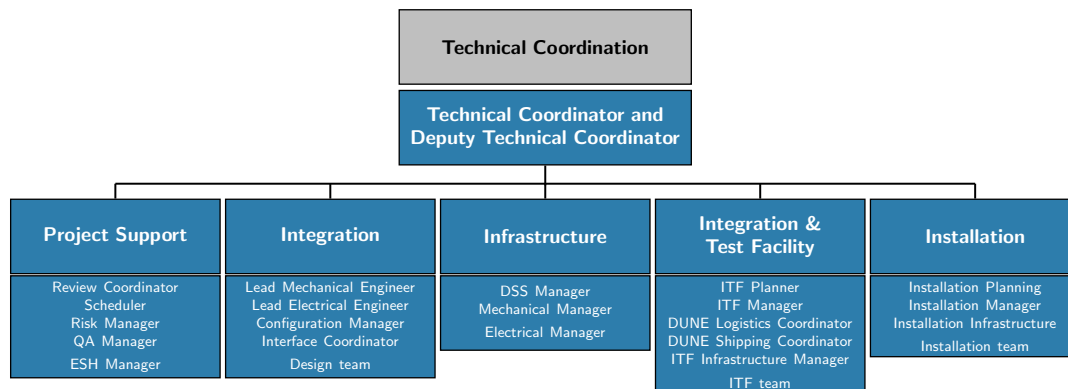 Technical Coordination
Technical Coordinator and
Deputy Technical Coordinator
Project Support
Review Coordinator
Scheduler
Risk Manager
QA Manager
ESH Manager
Integration
Lead Mechanical Engineer
Lead Electrical Engineer
Configuration Manager
Interface Coordinator
Design team
Infrastructure
DSS Manager
Mechanical Manager
Electrical Manager
Integration &
Test Facility
ITF Planner
ITF Manager
DUNE Logistics Coordinator
DUNE Shipping Coordinator
ITF Infrastructure Manager
ITF team
Installation
Installation Planning
Installation Manager
Installation Infrastructure
Installation team